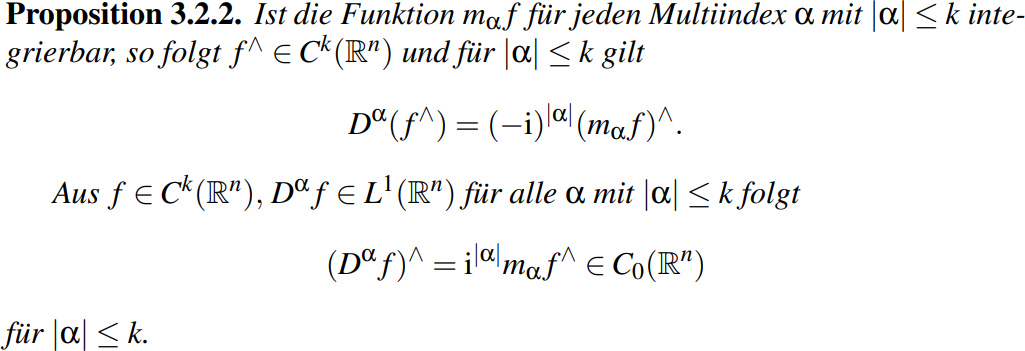 Proposition 3.2.2. Ist die Funktion m_α f für jeden Multiindex α mit |α| ≤ k inte-
grierbar, so folgt f^∧ ∈ C^k(ℝ^n) und für |α| ≤ k gilt
D^α(f^∧) = (−i)^{|α|}(m_α f)^∧.
Aus f ∈ C^k(ℝ^n), D^α f ∈ L^1(ℝ^n) für alle α mit |α| ≤ k folgt
(D^α f)^∧ = i^{|α|} m_α f^∧ ∈ C_0(ℝ^n)
für |α| ≤ k.